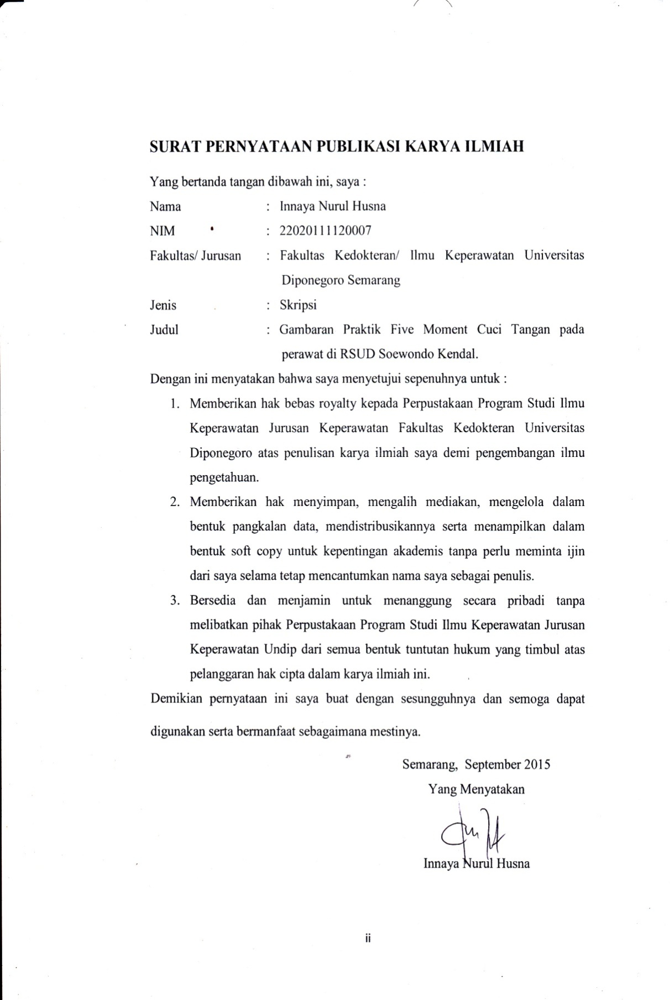 SURAT PERNYATAAN PUBLIKASI KARYA ILMIAH
Yang bertanda tangan dibawah ini, saya :
Nama : Innaya Nurul Husna
NIM : 22020111120007
Fakultas/ Jurusan : Fakultas Kedokteran/ Ilmu Keperawatan Universitas
Diponegoro Semarang
Jenis : Skripsi
Judul : Gambaran Praktik Five Moment Cuci Tangan pada
perawat di RSUD Soewondo Kendal.
Dengan ini menyatakan bahwa saya menyetujui sepenuhnya untuk :
1. Memberikan hak bebas royalty kepada Perpustakaan Program Studi Ilmu
Keperawatan Jurusan Keperawatan Fakultas Kedokteran Universitas
Diponegoro atas penulisan karya ilmiah saya demi pengembangan ilmu
pengetahuan.
2. Memberikan hak menyimpan, mengalih mediakan, mengelola dalam
bentuk pangkalan data, mendistribusikannya serta menampilkan dalam
bentuk soft copy untuk kepentingan akademis tanpa perlu meminta ijin
dari saya selama tetap mencantumkan nama saya sebagai penulis.
3. Bersedia dan menjamin untuk menanggung secara pribadi tanpa
melibatkan pihak Perpustakaan Program Studi Ilmu Keperawatan Jurusan
Keperawatan Undip dari semua bentuk tuntutan hukum yang timbul atas
pelanggaran hak cipta dalam karya ilmiah ini.
Demikian pernyataan ini saya buat dengan sesungguhnya dan semoga dapat
digunakan serta bermanfaat sebagaimana mestinya.
Semarang, September 2015
Yang Menyatakan
Innaya Nurul Husna
ii